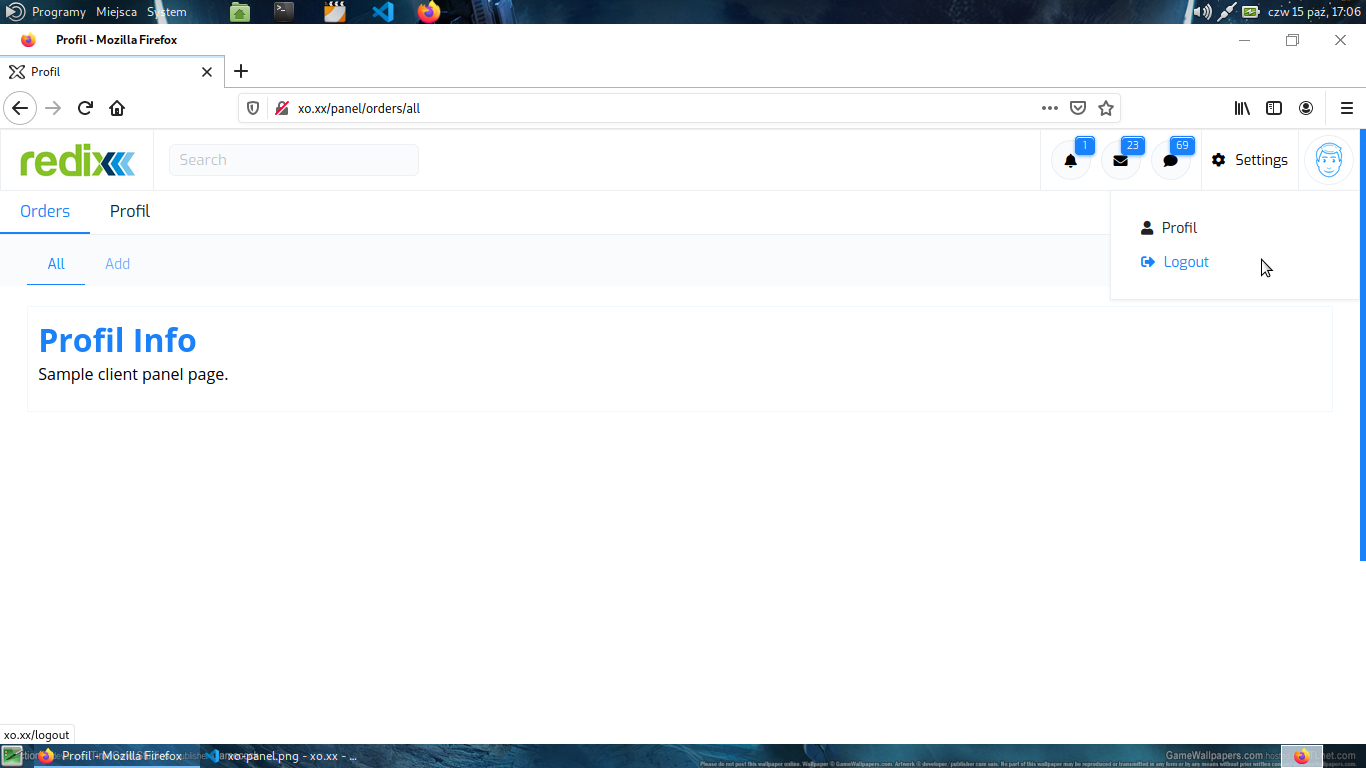 Programy Miejsca System
czw 15 paź, 17:06
Profil - Mozilla Firefox
Profil
xo.xx/panel/orders/all
redix
Search
1
23
69
Settings
Orders Profil
Profil
Logout
All Add
Profil Info
Sample client panel page.
xo.xx/logout
Profil - Mozilla Firefox
xo-panel.png - xo.xx - ...
GameWallpapers.com